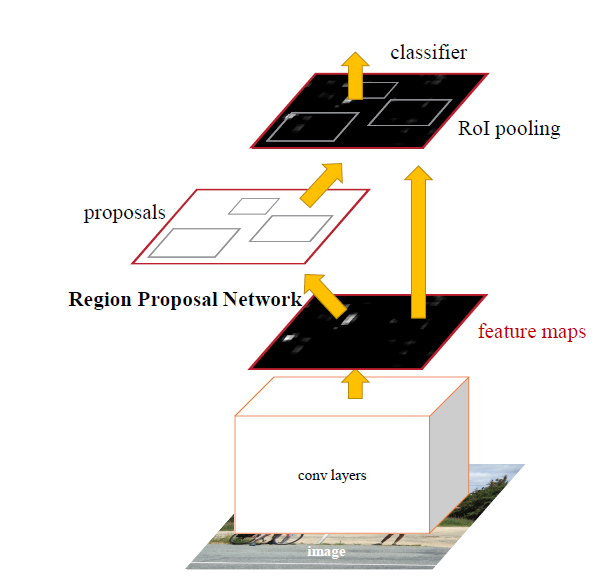 classifier
RoI pooling
proposals
Region Proposal Network
feature maps
conv layers
image